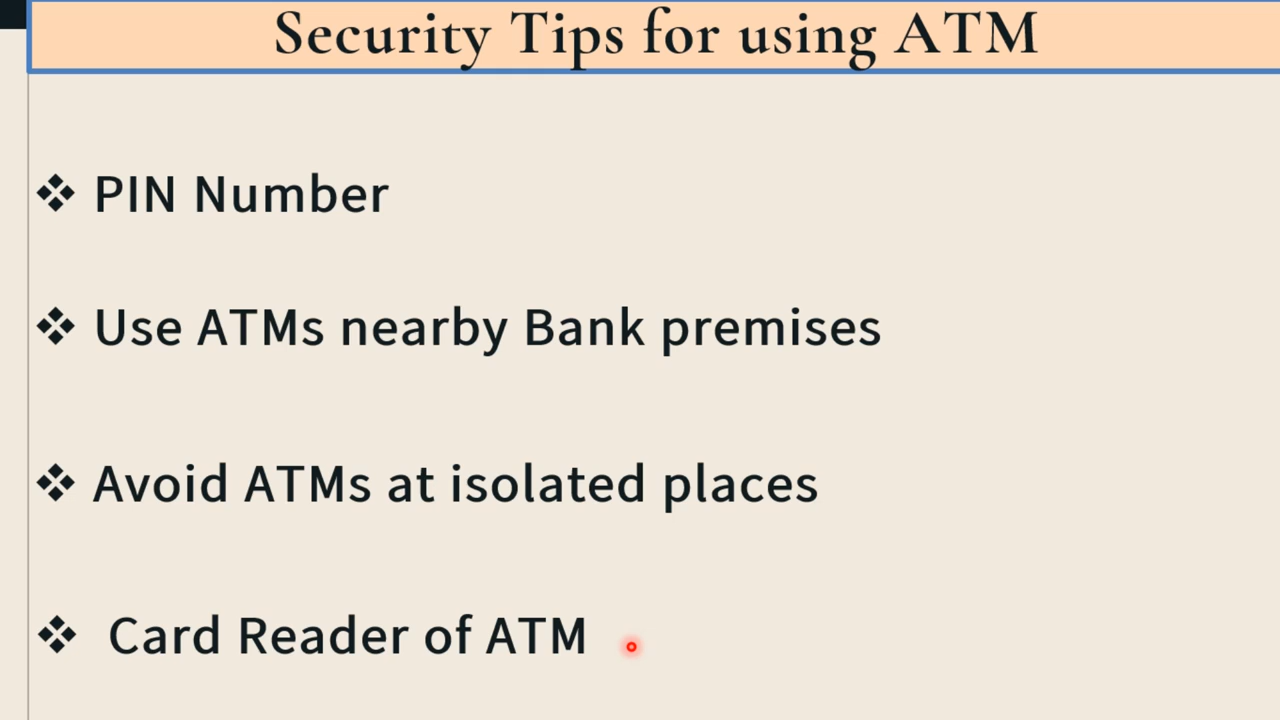 Security Tips for using ATM
❖ PIN Number
❖ Use ATMs nearby Bank premises
❖ Avoid ATMs at isolated places
❖ Card Reader of ATM